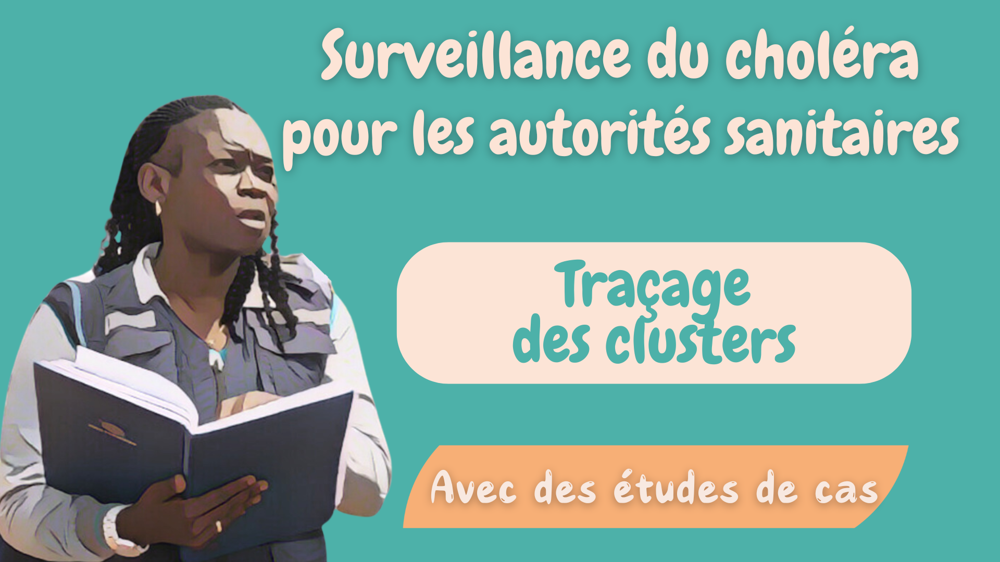 Surveillance du choléra
pour les autorités sanitaires
Traçage
des clusters
Avec des études de cas